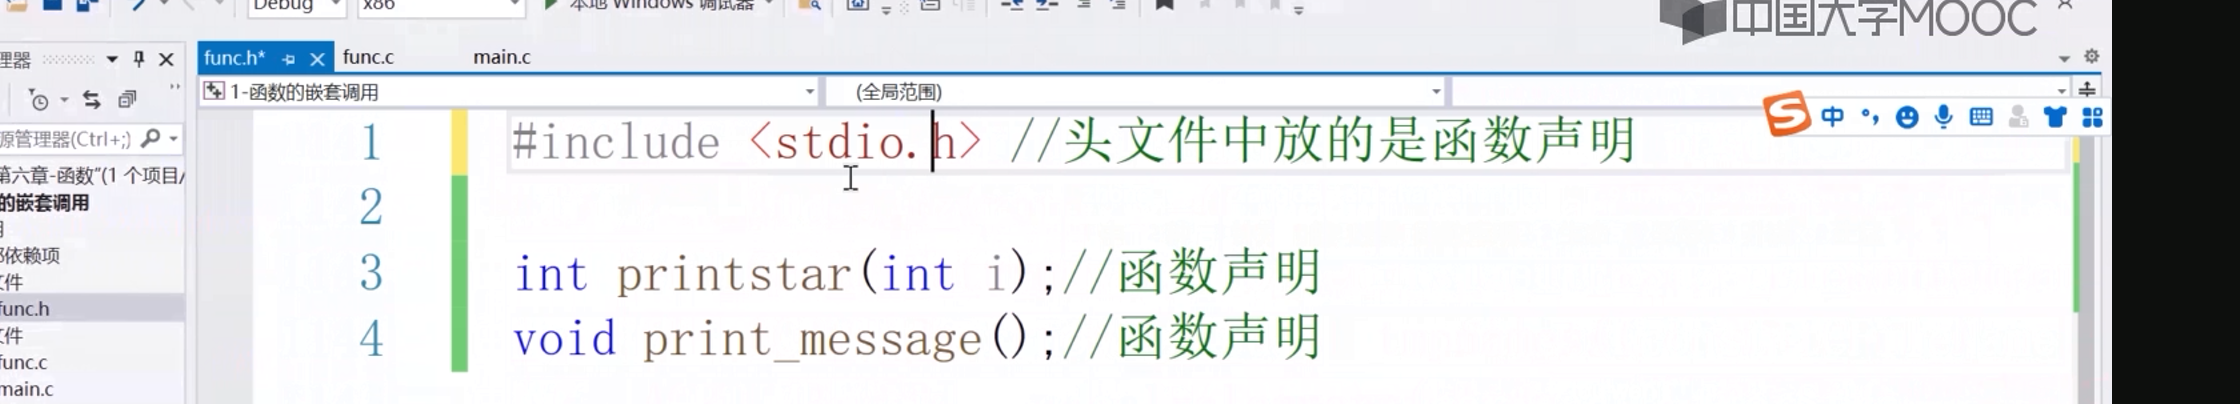 Debug
x86
本地 Windows 调试器
中国大学MOOC
理器
func.h*
func.c
main.c
1-函数的嵌套调用
(全局范围)
中
源管理器(Ctrl+;)
第六章-函数"(1 个项目/
的嵌套调用
部依赖项
文件
func.h
文件
func.c
main.c
1 #include <stdio.h> //头文件中放的是函数声明
2
3 int printstar(int i);//函数声明
4 void print_message();//函数声明